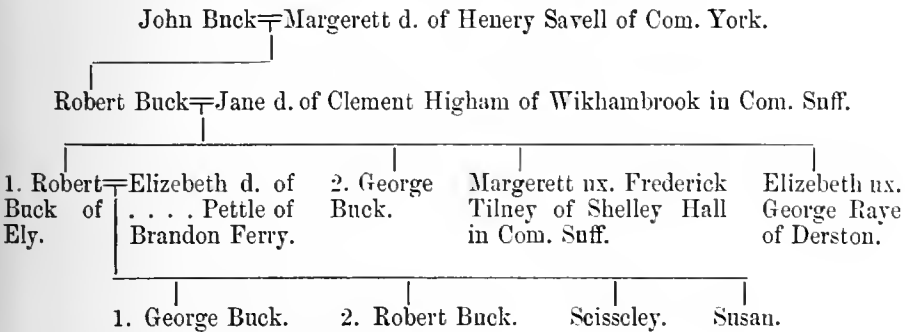 John Buck=Margerett d. of Henery Savell of Com. York.
Robert Buck=Jane d. of Clement Higham of Wikhambrook in Com. Suff.
1. Robert=Elizebeth d. of
Buck of .... Pettle of
Ely. Brandon Ferry.
2. George
Buck.
Margerett ux. Frederick
Tilney of Shelley Hall
in Com. Suff.
Elizebeth ux.
George Raye
of Derston.
1. George Buck. 2. Robert Buck. Scisscley. Susan.